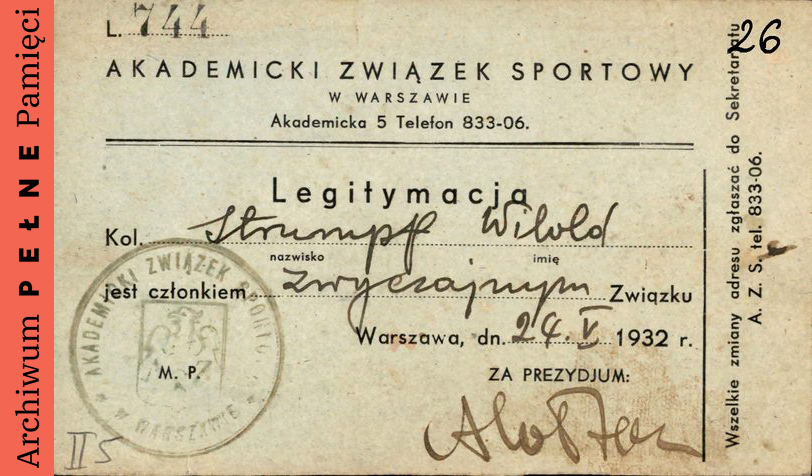 Archiwum PEŁNE Pamięci
L. 744
26
AKADEMICKI ZWIĄZEK SPORTOWY
W WARSZAWIE
Akademicka 5 Telefon 833-06.
Legitymacja
Kol. Strumpf Witold
nazwisko imię
jest członkiem zwyczajnym Związku
Warszawa, dn. 24. V 1932 r.
M. P.
ZA PREZYDJUM:
AKADEMICKI ZWIĄZEK SPORTO
W WARSZAWIE
II 5
Wszelkie zmiany adresu zgłaszać do Sekretarjatu
A. Z. S. tel. 833-06.